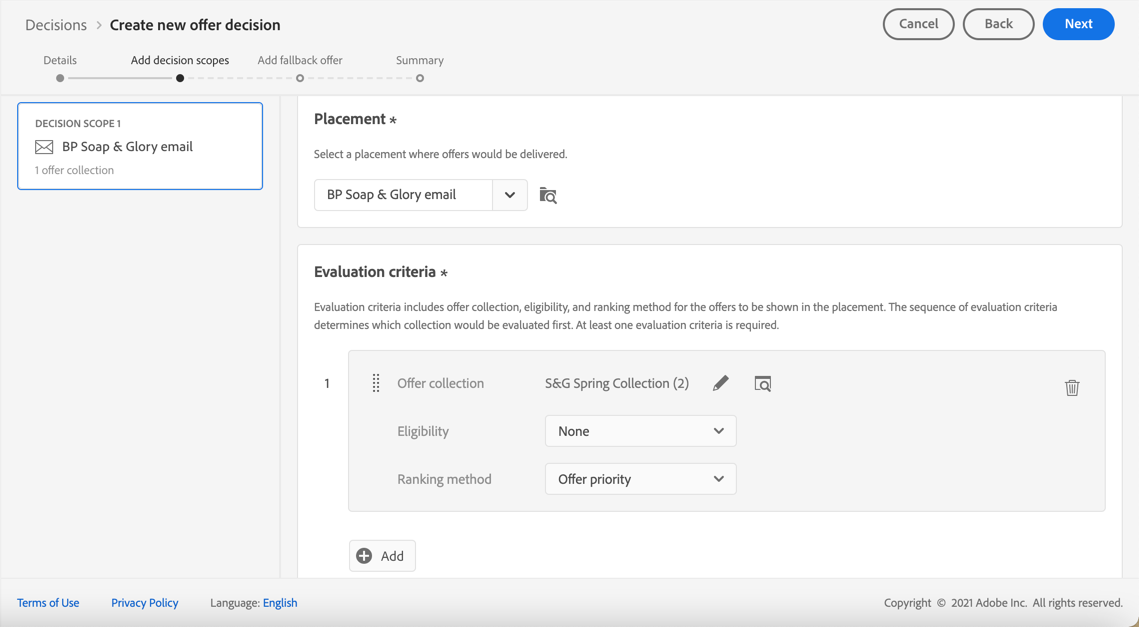 Decisions > Create new offer decision
Cancel
Back
Next
Details
Add decision scopes
Add fallback offer
Summary
DECISION SCOPE 1
BP Soap & Glory email
1 offer collection
Placement *
Select a placement where offers would be delivered.
BP Soap & Glory email
Evaluation criteria *
Evaluation criteria includes offer collection, eligibility, and ranking method for the offers to be shown in the placement. The sequence of evaluation criteria
determines which collection would be evaluated first. At least one evaluation criteria is required.
1
Offer collection
S&G Spring Collection (2)
Eligibility
None
Ranking method
Offer priority
Add
Terms of Use
Privacy Policy
Language: English
Copyright © 2021 Adobe Inc. All rights reserved.